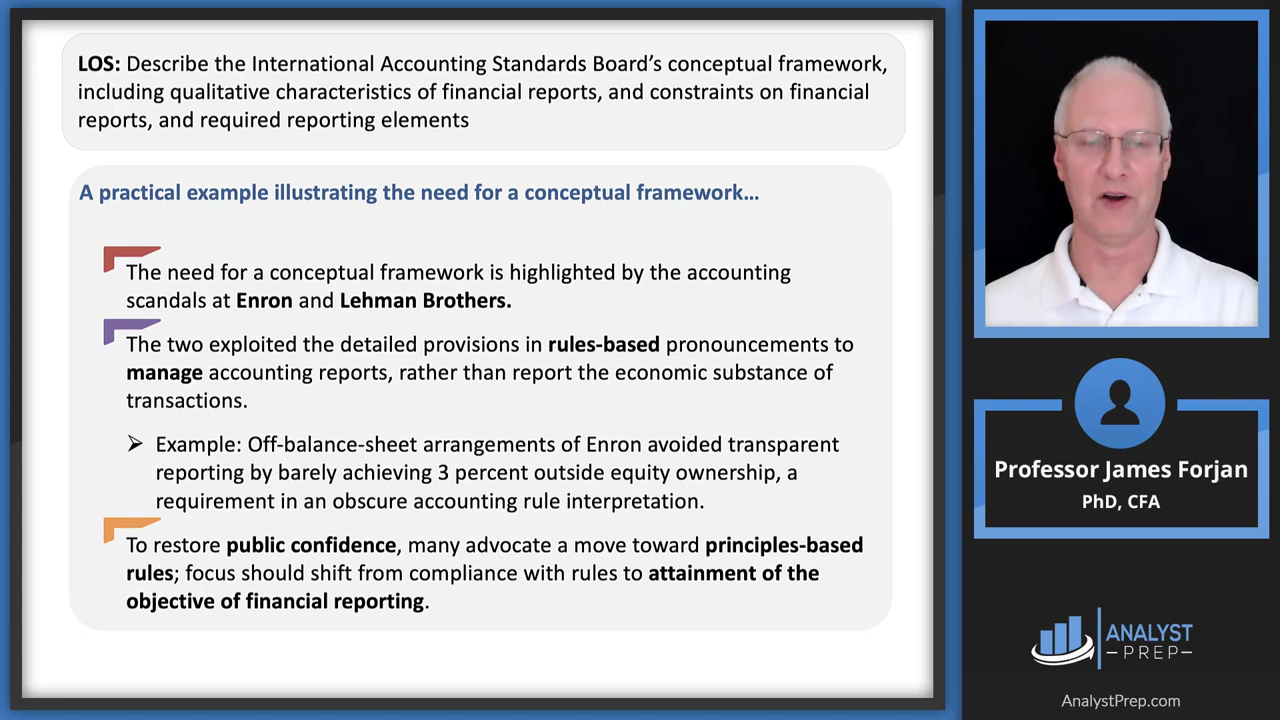 LOS: Describe the International Accounting Standards Board's conceptual framework,
including qualitative characteristics of financial reports, and constraints on financial
reports, and required reporting elements
A practical example illustrating the need for a conceptual framework...
The need for a conceptual framework is highlighted by the accounting
scandals at Enron and Lehman Brothers.
The two exploited the detailed provisions in rules-based pronouncements to
manage accounting reports, rather than report the economic substance of
transactions.
Example: Off-balance-sheet arrangements of Enron avoided transparent
reporting by barely achieving 3 percent outside equity ownership, a
requirement in an obscure accounting rule interpretation.
To restore public confidence, many advocate a move toward principles-based
rules; focus should shift from compliance with rules to attainment of the
objective of financial reporting.
Professor James Forjan
PhD, CFA
ANALYST
–PREP–
AnalystPrep.com